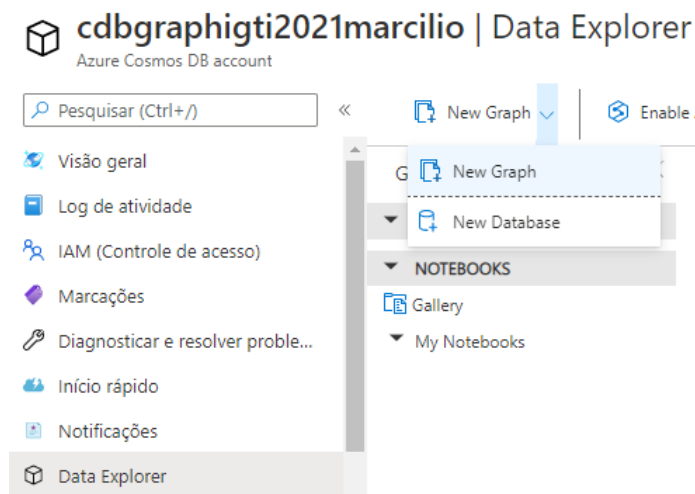 cdbgraphigti2021marcilio | Data Explorer
Azure Cosmos DB account
Pesquisar (Ctrl+/)
«
New Graph
Enable
Visão geral
G
New Graph
Log de atividade
New Database
IAM (Controle de acesso)
NOTEBOOKS
Marcações
Gallery
Diagnosticar e resolver proble...
My Notebooks
Início rápido
Notificações
Data Explorer